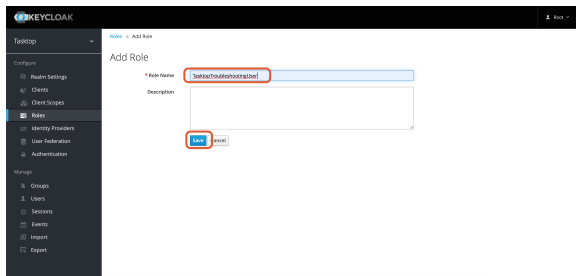 KEYCLOAK
Root
Tasktop
Roles » Add Role
Configure
Add Role
Realm Settings
* Role Name
TasktopTroubleshootingUser
Clients
Description
Client Scopes
Roles
Identity Providers
User Federation
Save
Cancel
Authentication
Manage
Groups
Users
Sessions
Events
Import
Export